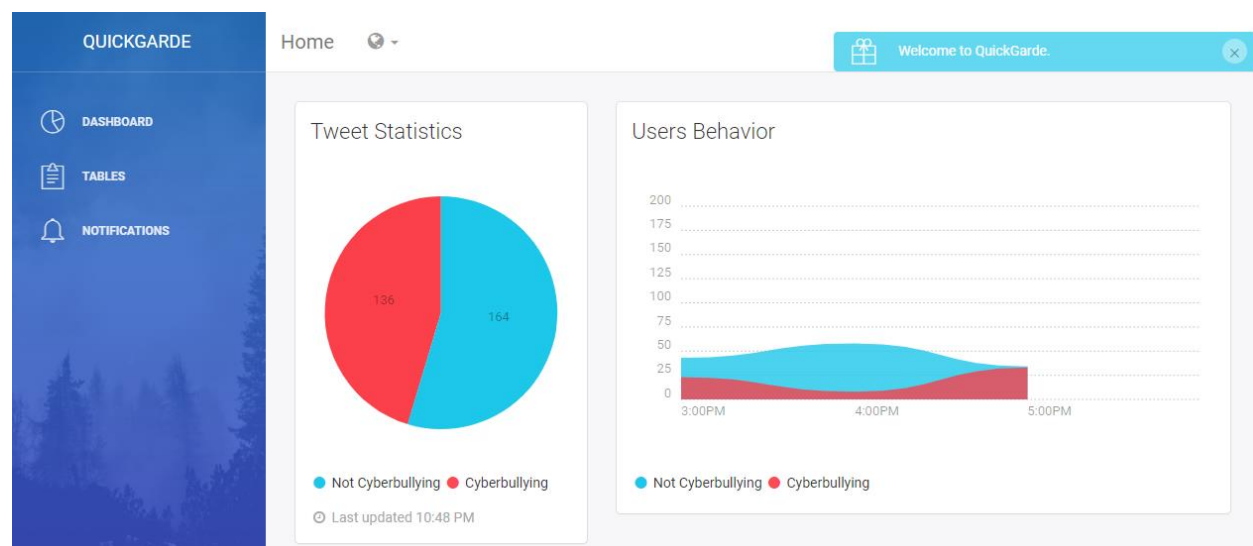 QUICKGARDE
DASHBOARD
TABLES
NOTIFICATIONS
Home
Welcome to QuickGarde.
Tweet Statistics
136
164
Not Cyberbullying Cyberbullying
Last updated 10:48 PM
Users Behavior
200
175
150
125
100
75
50
25
0
3:00PM 4:00PM 5:00PM
Not Cyberbullying Cyberbullying